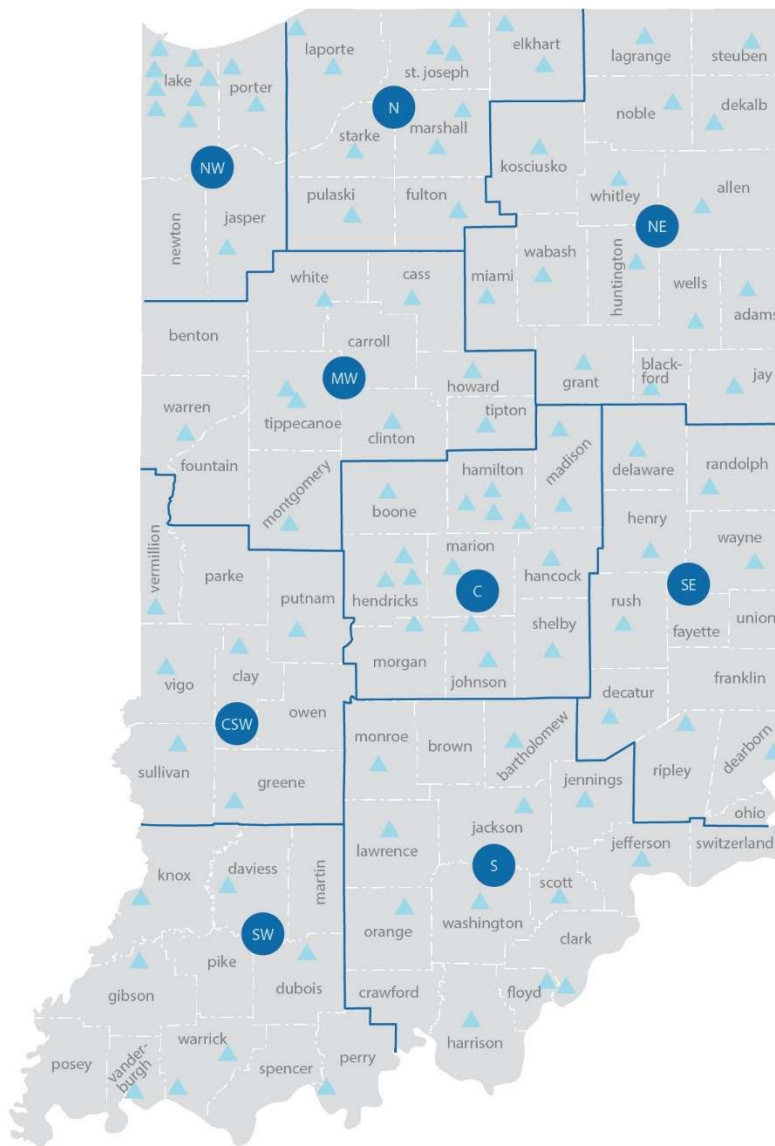 laporte
elkhart
lagrange
steuben
lake
porter
st. joseph
N
noble
dekalb
starke
marshall
kosciusko
NW
whitley
allen
newton
jasper
pulaski
fulton
NE
wabash
huntington
white
cass
miami
wells
adams
benton
carroll
MW
howard
grant
black-
ford
jay
warren
tippecanoe
clinton
tipton
fountain
montgomery
boone
hamilton
madison
delaware
randolph
vermillion
parke
putnam
hendricks
marion
C
hancock
henry
wayne
SE
rush
fayette
union
vigo
clay
owen
morgan
johnson
shelby
decatur
franklin
CSW
sullivan
greene
monroe
brown
bartholomew
jennings
ripley
dearborn
ohio
knox
daviess
martin
lawrence
jackson
S
jefferson
switzerland
scott
SW
pike
dubois
orange
washington
clark
gibson
crawford
floyd
harrison
posey
vander-
burgh
warrick
spencer
perry